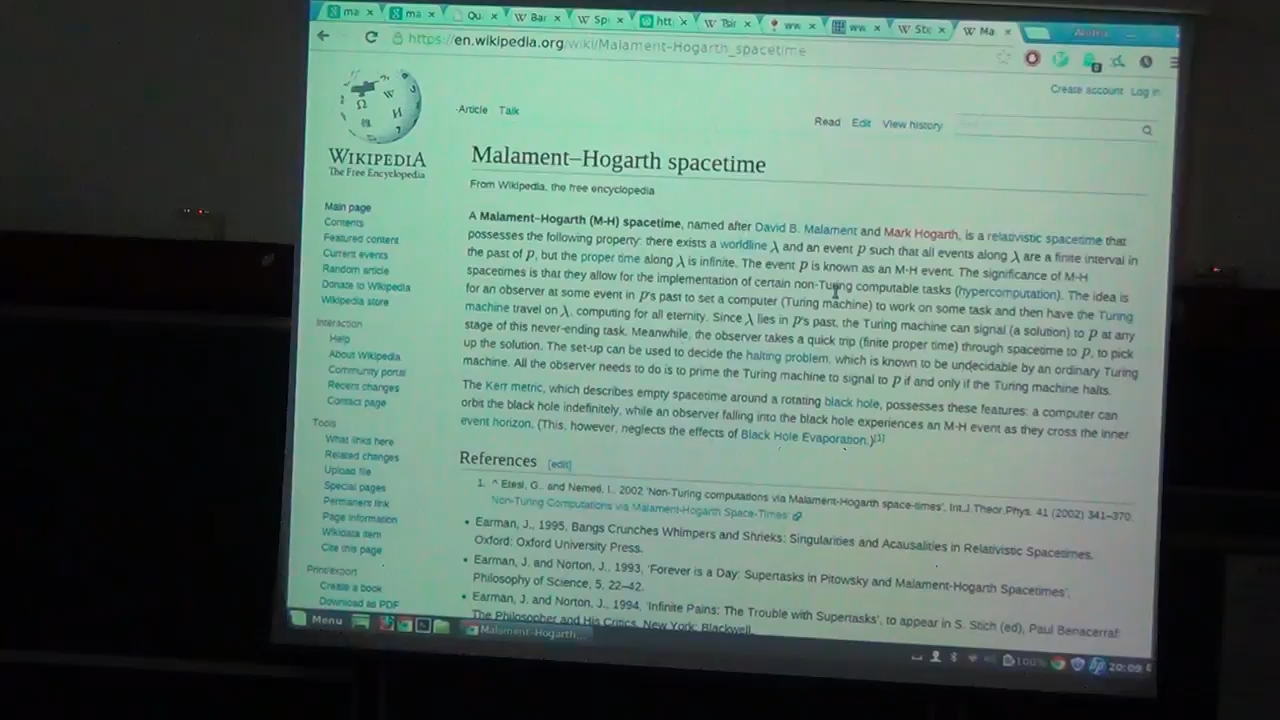 ma × ma × Qu × Bar × Sp × htt × Tsir × ww × ww × Ste × Ma ×
https://en.wikipedia.org/wiki/Malament–Hogarth_spacetime
Create account Log in
Article Talk
Read Edit View history
WIKIPEDIA
The Free Encyclopedia
Malament–Hogarth spacetime
From Wikipedia, the free encyclopedia
Main page
Contents
Featured content
Current events
Random article
Donate to Wikipedia
Wikipedia store
Interaction
Help
About Wikipedia
Community portal
Recent changes
Contact page
Tools
What links here
Related changes
Upload file
Special pages
Permanent link
Page information
Wikidata item
Cite this page
Print/export
Create a book
Download as PDF
A Malament–Hogarth (M-H) spacetime, named after David B. Malament and Mark Hogarth, is a relativistic spacetime that
possesses the following property: there exists a worldline λ and an event p such that all events along λ are a finite interval in
the past of p, but the proper time along λ is infinite. The event p is known as an M-H event. The significance of M-H
spacetimes is that they allow for the implementation of certain non-Turing computable tasks (hypercomputation). The idea is
for an observer at some event in p's past to set a computer (Turing machine) to work on some task and then have the Turing
machine travel on λ, computing for all eternity. Since λ lies in p's past, the Turing machine can signal (a solution) to p at any
stage of this never-ending task. Meanwhile, the observer takes a quick trip (finite proper time) through spacetime to p, to pick
up the solution. The set-up can be used to decide the halting problem, which is known to be undecidable by an ordinary Turing
machine. All the observer needs to do is to prime the Turing machine to signal to p if and only if the Turing machine halts.
The Kerr metric, which describes empty spacetime around a rotating black hole, possesses these features: a computer can
orbit the black hole indefinitely, while an observer falling into the black hole experiences an M-H event as they cross the inner
event horizon. (This, however, neglects the effects of Black Hole Evaporation.)[1]
References [edit]
1. ^ Etesi, G., and Nemeti, I., 2002 'Non-Turing computations via Malament-Hogarth space-times', Int.J.Theor.Phys. 41 (2002) 341–370.
Non-Turing Computations via Malament-Hogarth Space-Times
• Earman, J., 1995, Bangs Crunches Whimpers and Shrieks: Singularities and Acausalities in Relativistic Spacetimes,
Oxford: Oxford University Press.
• Earman, J. and Norton, J., 1993, 'Forever is a Day: Supertasks in Pitowsky and Malament-Hogarth Spacetimes',
Philosophy of Science, 5, 22–42.
• Earman, J. and Norton, J., 1994, 'Infinite Pains: The Trouble with Supertasks', to appear in S. Stich (ed), Paul Benacerraf:
The Philosopher and His Critics, New York: Blackwell.
Menu Malament–Hogarth... 100% hp 20:09